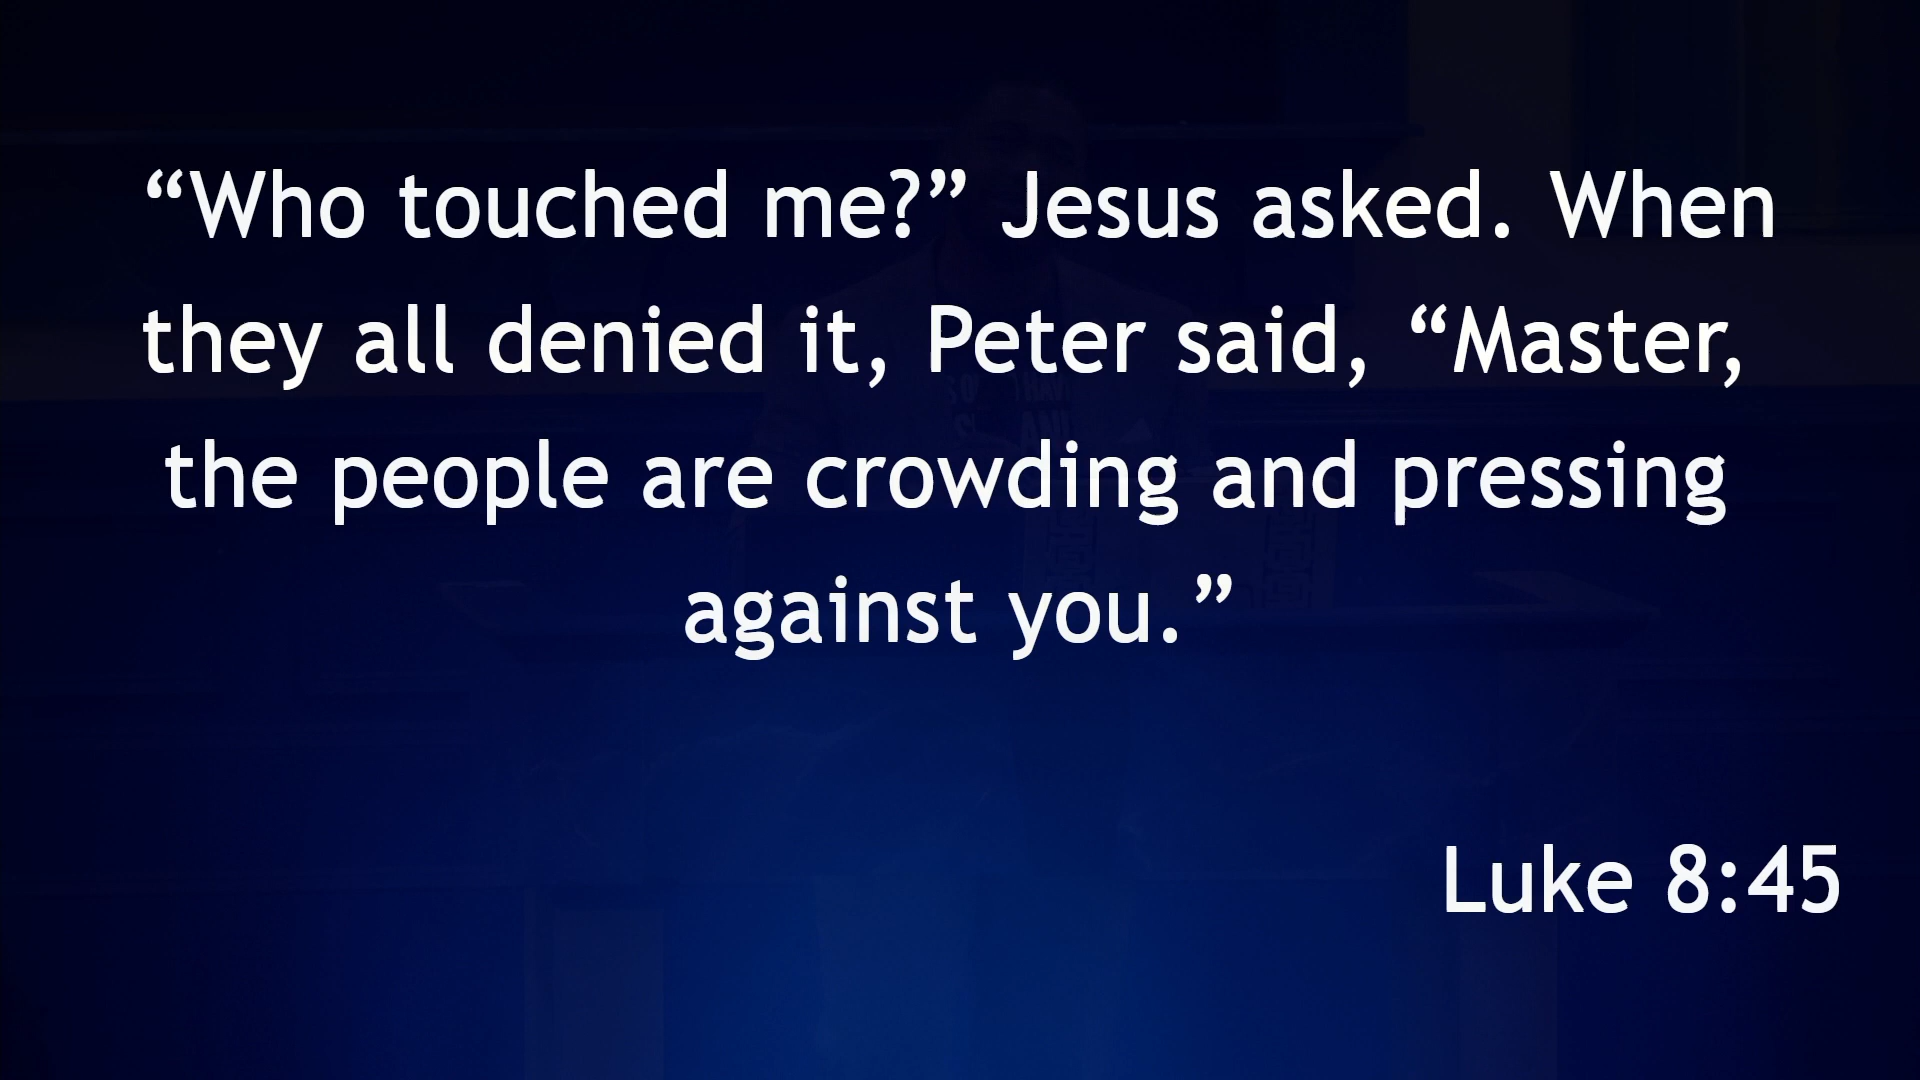 “Who touched me?” Jesus asked. When
they all denied it, Peter said, “Master,
the people are crowding and pressing
against you.”
Luke 8:45